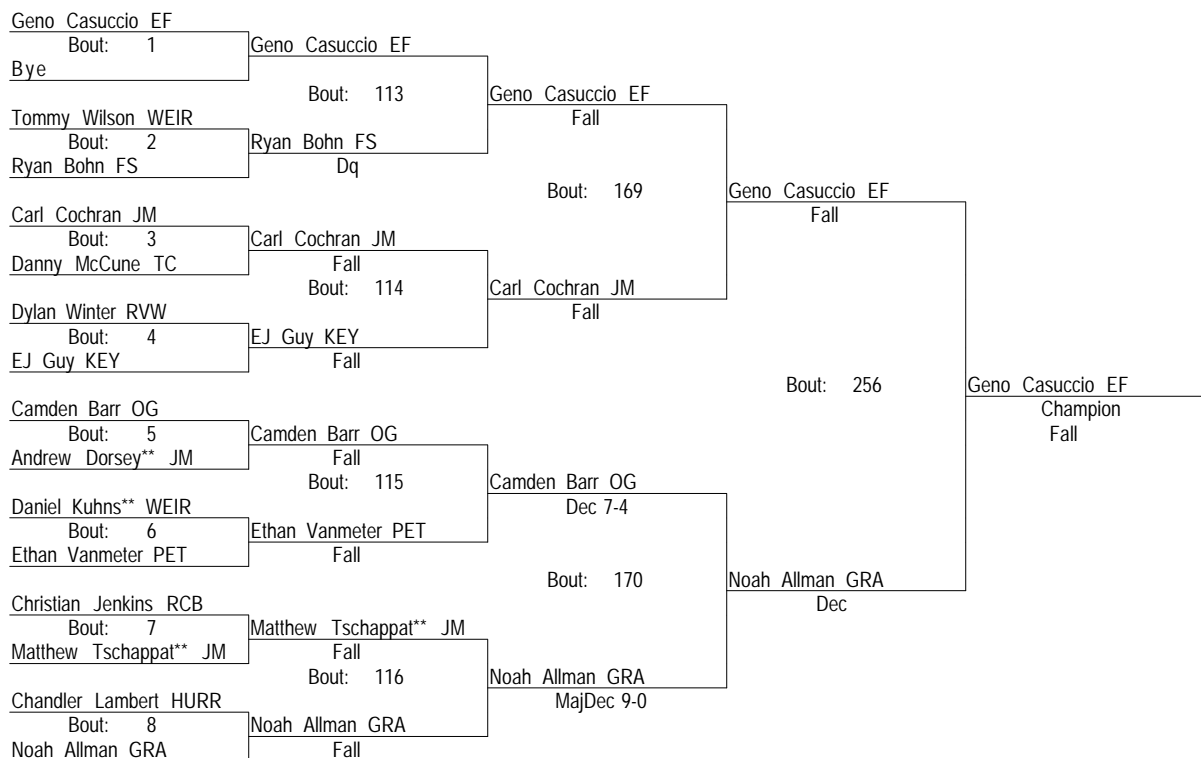 Geno Casuccio EF
Bout: 1
Bye
Geno Casuccio EF
Bout: 113
Tommy Wilson WEIR
Bout: 2
Ryan Bohn FS
Ryan Bohn FS
Dq
Geno Casuccio EF
Fall
Bout: 169
Carl Cochran JM
Bout: 3
Danny McCune TC
Carl Cochran JM
Fall
Bout: 114
Dylan Winter RVW
Bout: 4
EJ Guy KEY
EJ Guy KEY
Fall
Carl Cochran JM
Fall
Geno Casuccio EF
Fall
Bout: 256
Camden Barr OG
Bout: 5
Andrew Dorsey** JM
Camden Barr OG
Fall
Bout: 115
Daniel Kuhns** WEIR
Bout: 6
Ethan Vanmeter PET
Ethan Vanmeter PET
Fall
Camden Barr OG
Dec 7-4
Bout: 170
Christian Jenkins RCB
Bout: 7
Matthew Tschappat** JM
Matthew Tschappat** JM
Fall
Bout: 116
Chandler Lambert HURR
Bout: 8
Noah Allman GRA
Noah Allman GRA
Fall
Noah Allman GRA
MajDec 9-0
Noah Allman GRA
Dec
Geno Casuccio EF
Champion
Fall